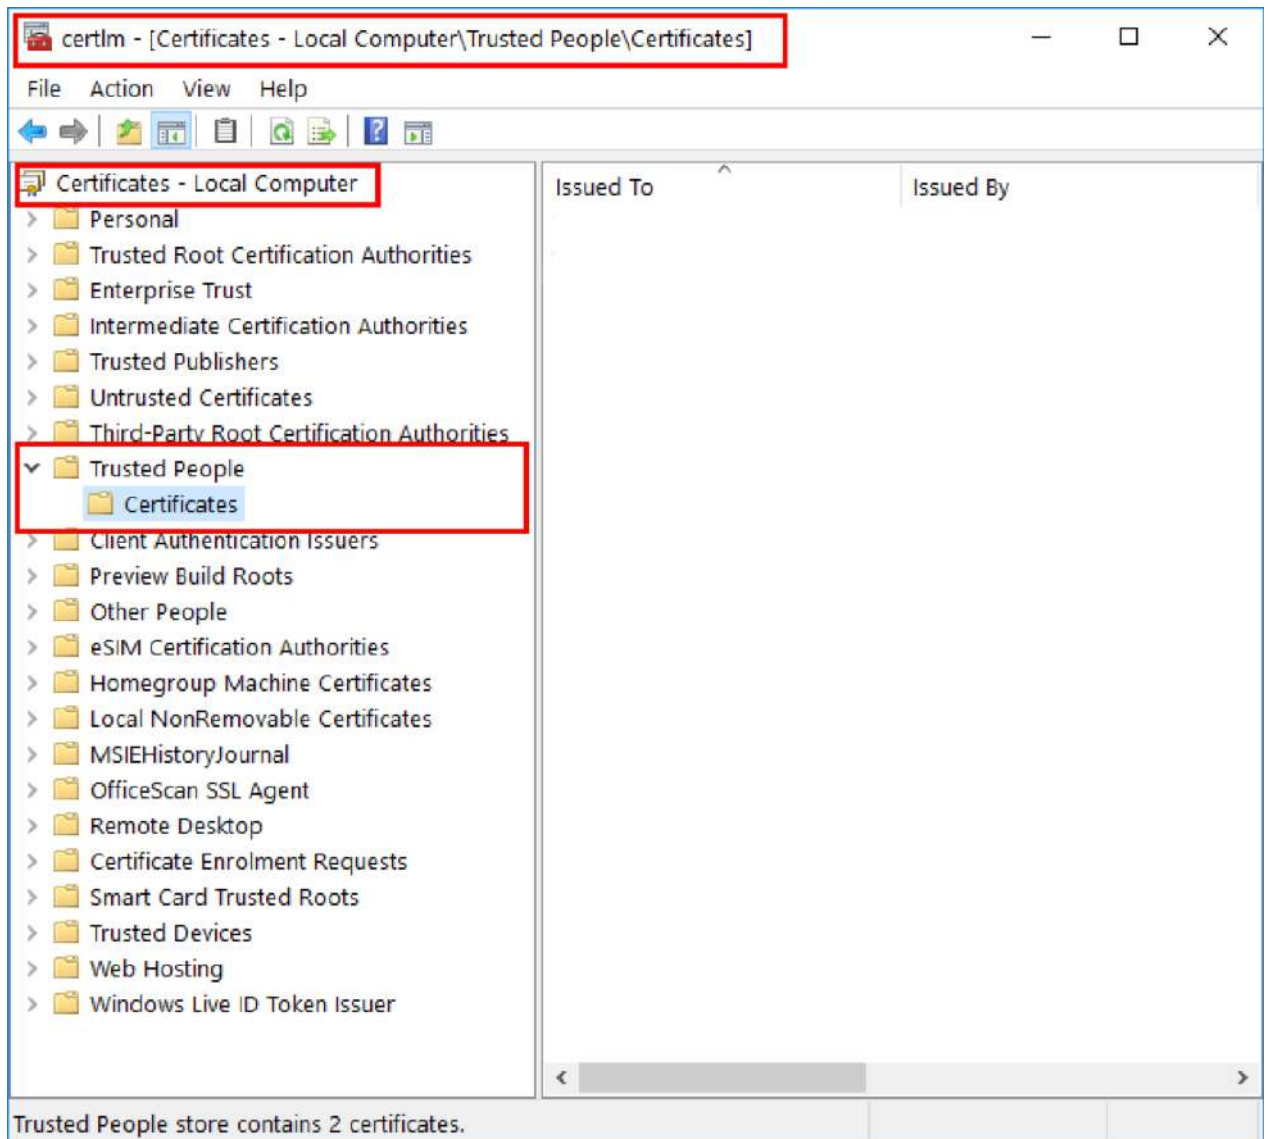 certlm - [Certificates - Local Computer\Trusted People\Certificates]
File Action View Help
Certificates - Local Computer
Issued To Issued By
Personal
Trusted Root Certification Authorities
Enterprise Trust
Intermediate Certification Authorities
Trusted Publishers
Untrusted Certificates
Third-Party Root Certification Authorities
Trusted People
Certificates
Client Authentication Issuers
Preview Build Roots
Other People
eSIM Certification Authorities
Homegroup Machine Certificates
Local NonRemovable Certificates
MSIEHistoryJournal
OfficeScan SSL Agent
Remote Desktop
Certificate Enrolment Requests
Smart Card Trusted Roots
Trusted Devices
Web Hosting
Windows Live ID Token Issuer
Trusted People store contains 2 certificates.